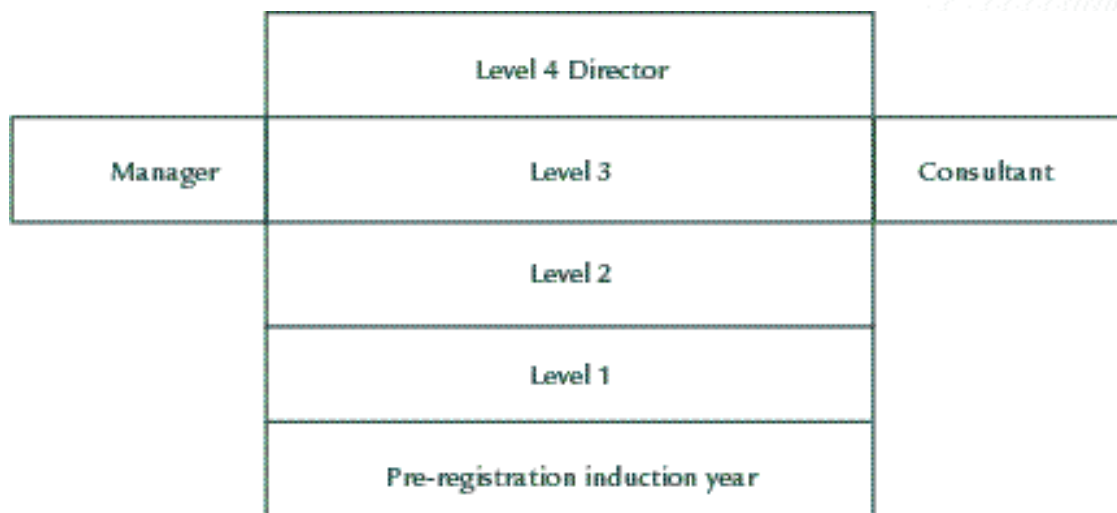 Level 4 Director
Manager Level 3 Consultant
Level 2
Level 1
Pre-registration induction year